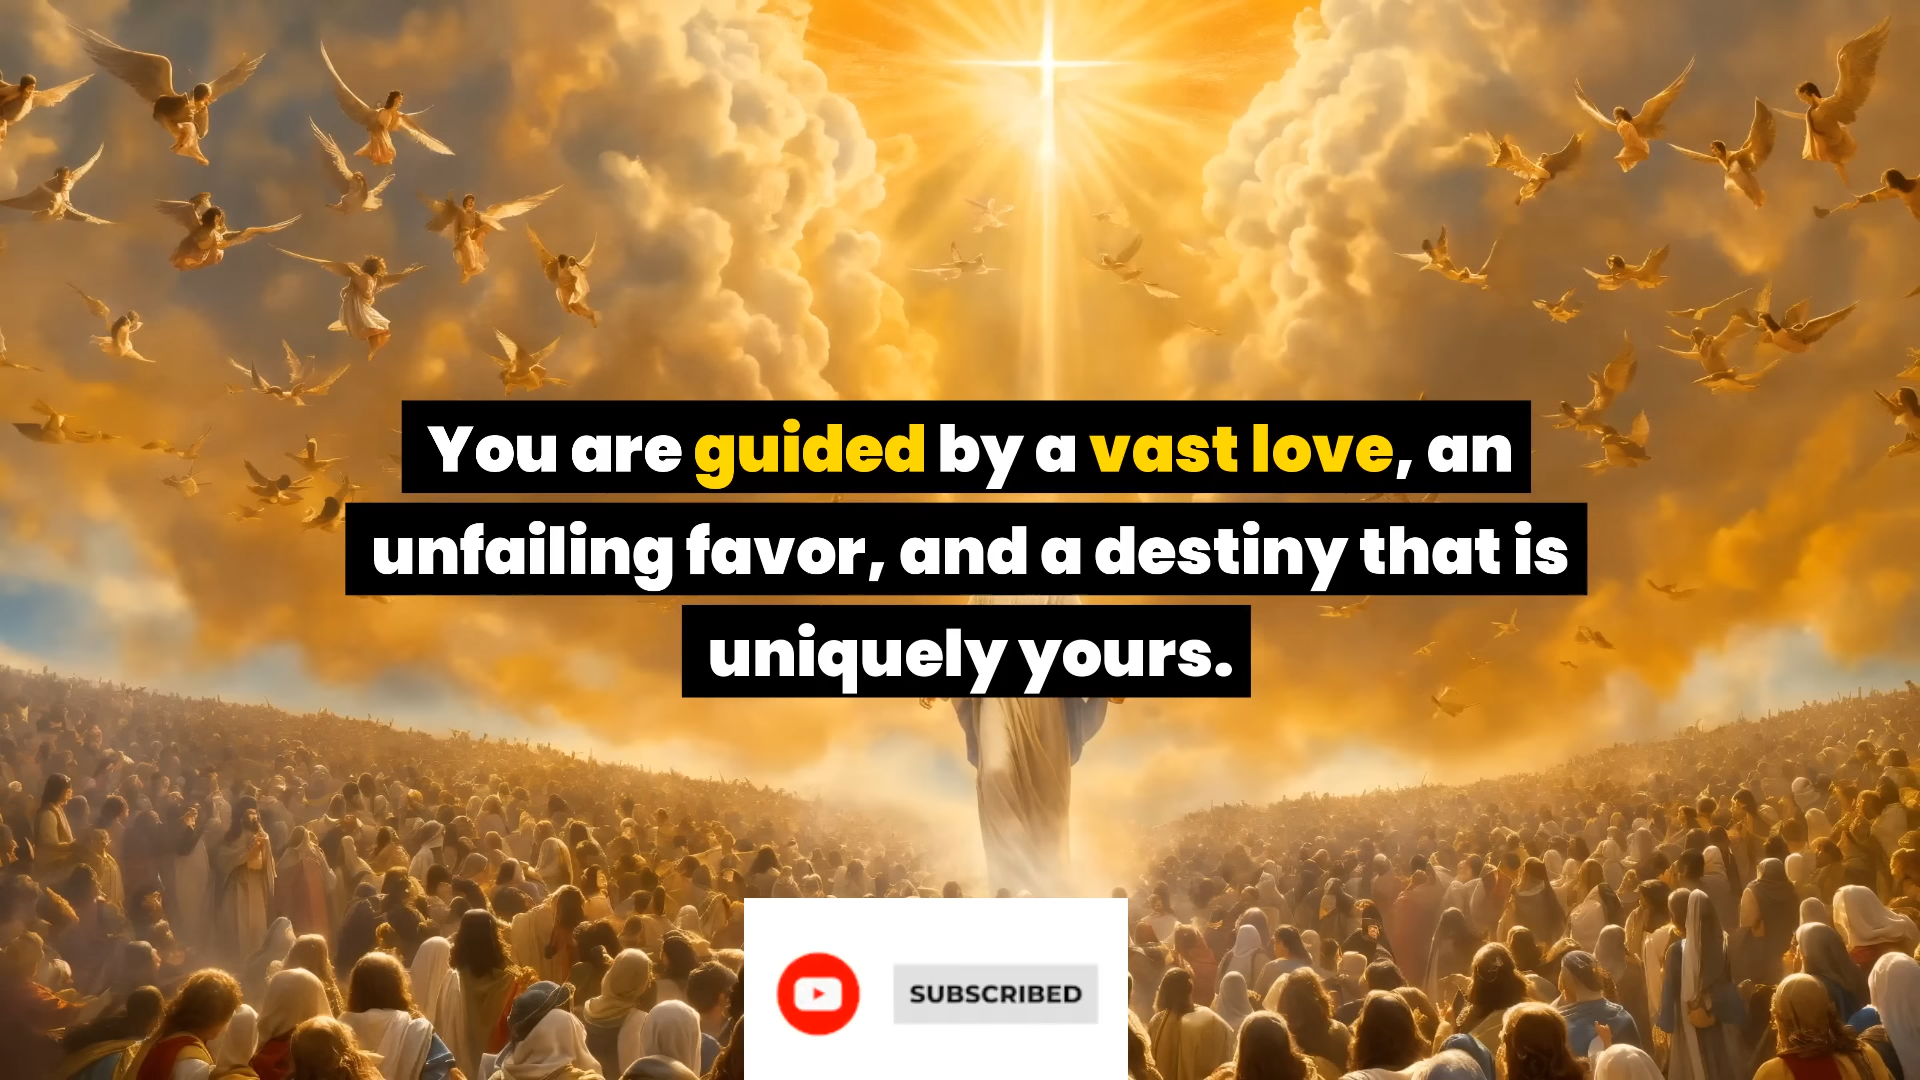 You are guided by a vast love, an
unfailing favor, and a destiny that is
uniquely yours.
SUBSCRIBED